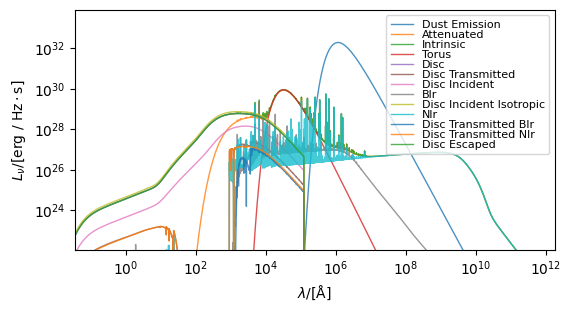 Dust Emission
Attenuated
Intrinsic
Torus
Disc
Disc Transmitted
Disc Incident
Blr
Disc Incident Isotropic
Nlr
Disc Transmitted Blr
Disc Transmitted Nlr
Disc Escaped
10^32
10^30
10^28
10^26
10^24
L_ν/[erg / Hz · s]
10^0 10^2 10^4 10^6 10^8 10^10 10^12
λ/[Å]